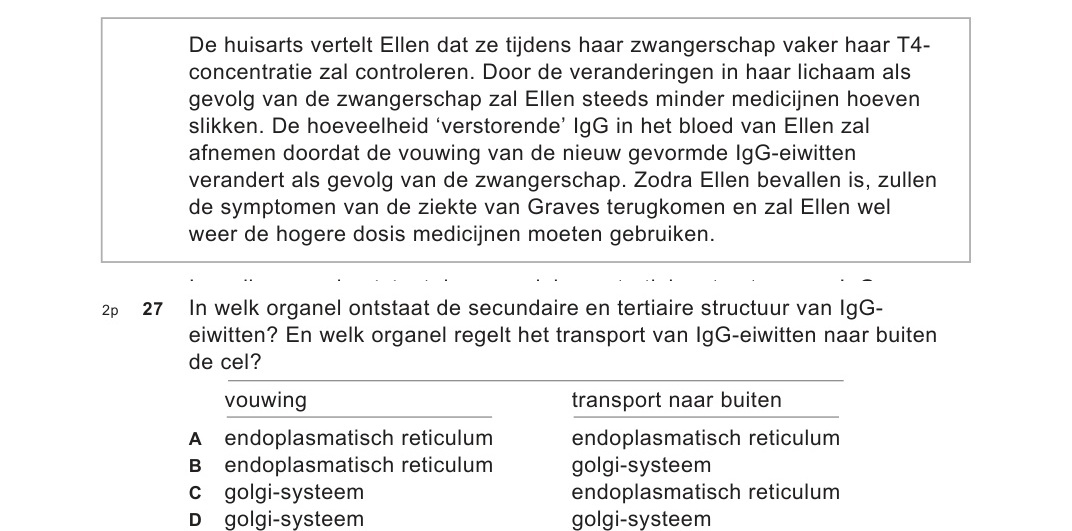 De huisarts vertelt Ellen dat ze tijdens haar zwangerschap vaker haar T4-
concentratie zal controleren. Door de veranderingen in haar lichaam als
gevolg van de zwangerschap zal Ellen steeds minder medicijnen hoeven
slikken. De hoeveelheid ‘verstorende’ IgG in het bloed van Ellen zal
afnemen doordat de vouwing van de nieuw gevormde IgG-eiwitten
verandert als gevolg van de zwangerschap. Zodra Ellen bevallen is, zullen
de symptomen van de ziekte van Graves terugkomen en zal Ellen wel
weer de hogere dosis medicijnen moeten gebruiken.
2p 27 In welk organel ontstaat de secundaire en tertiaire structuur van IgG-
eiwitten? En welk organel regelt het transport van IgG-eiwitten naar buiten
de cel?
vouwing transport naar buiten
A endoplasmatisch reticulum endoplasmatisch reticulum
B endoplasmatisch reticulum golgi-systeem
C golgi-systeem endoplasmatisch reticulum
D golgi-systeem golgi-systeem